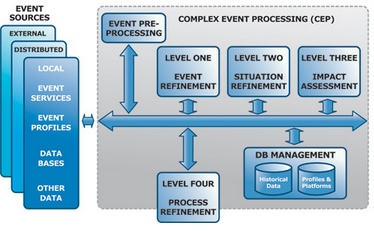 EVENT
SOURCES
EXTERNAL
DISTRIBUTED
LOCAL
EVENT
SERVICES
EVENT
PROFILES
DATA
BASES
OTHER
DATA
COMPLEX EVENT PROCESSING (CEP)
EVENT PRE-
PROCESSING
LEVEL ONE
EVENT
REFINEMENT
LEVEL TWO
SITUATION
REFINEMENT
LEVEL THREE
IMPACT
ASSESSMENT
LEVEL FOUR
PROCESS
REFINEMENT
DB MANAGEMENT
Historical
Data
Profiles &
Platforms